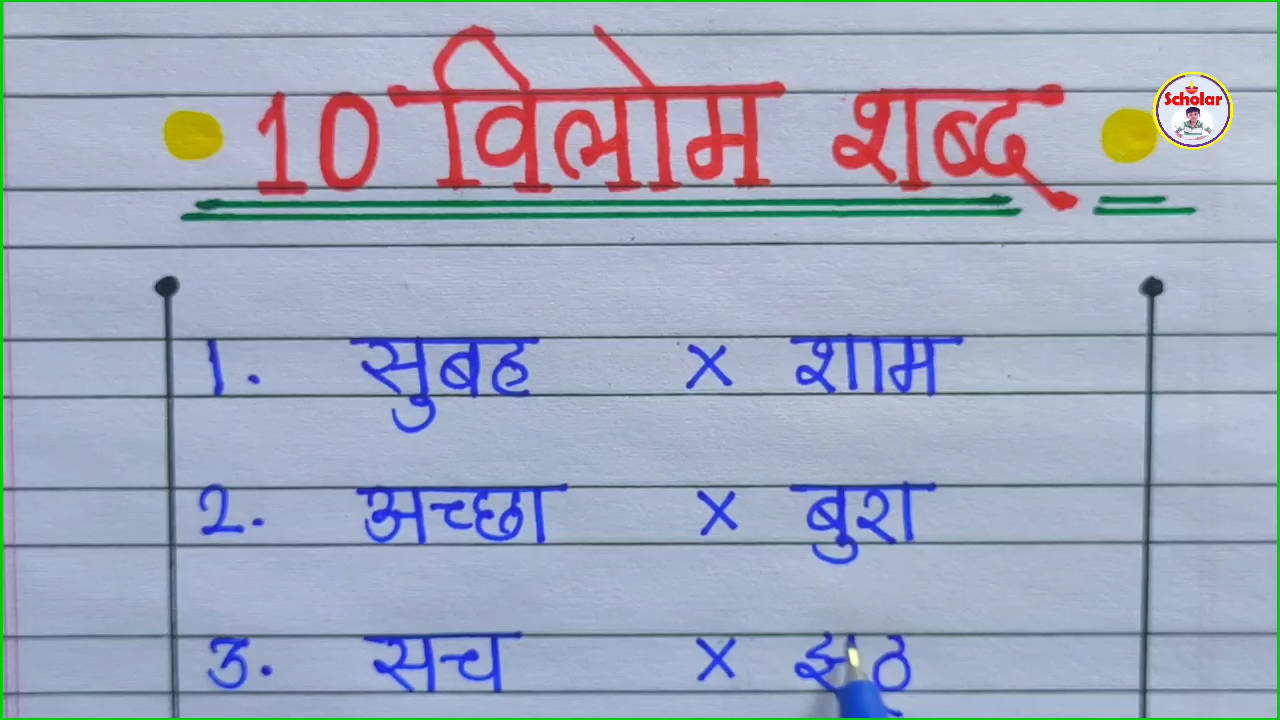 10 विलोम शब्द
Scholar
1. सुबह × शाम
2. अच्छा × बुरा
3. सच ×